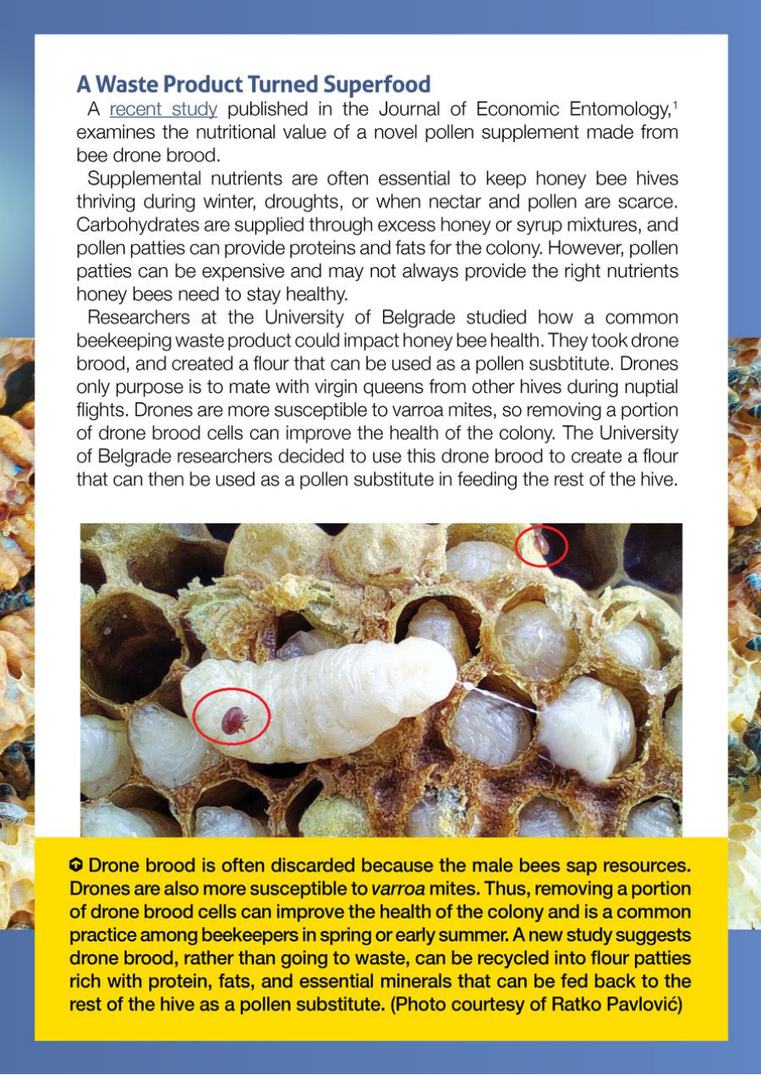 A Waste Product Turned Superfood
A recent study published in the Journal of Economic Entomology,¹
examines the nutritional value of a novel pollen supplement made from
bee drone brood.
Supplemental nutrients are often essential to keep honey bee hives
thriving during winter, droughts, or when nectar and pollen are scarce.
Carbohydrates are supplied through excess honey or syrup mixtures, and
pollen patties can provide proteins and fats for the colony. However, pollen
patties can be expensive and may not always provide the right nutrients
honey bees need to stay healthy.
Researchers at the University of Belgrade studied how a common
beekeeping waste product could impact honey bee health. They took drone
brood, and created a flour that can be used as a pollen susbtitute. Drones
only purpose is to mate with virgin queens from other hives during nuptial
flights. Drones are more susceptible to varroa mites, so removing a portion
of drone brood cells can improve the health of the colony. The University
of Belgrade researchers decided to use this drone brood to create a flour
that can then be used as a pollen substitute in feeding the rest of the hive.
Drone brood is often discarded because the male bees sap resources.
Drones are also more susceptible to varroa mites. Thus, removing a portion
of drone brood cells can improve the health of the colony and is a common
practice among beekeepers in spring or early summer. A new study suggests
drone brood, rather than going to waste, can be recycled into flour patties
rich with protein, fats, and essential minerals that can be fed back to the
rest of the hive as a pollen substitute. (Photo courtesy of Ratko Pavlović)